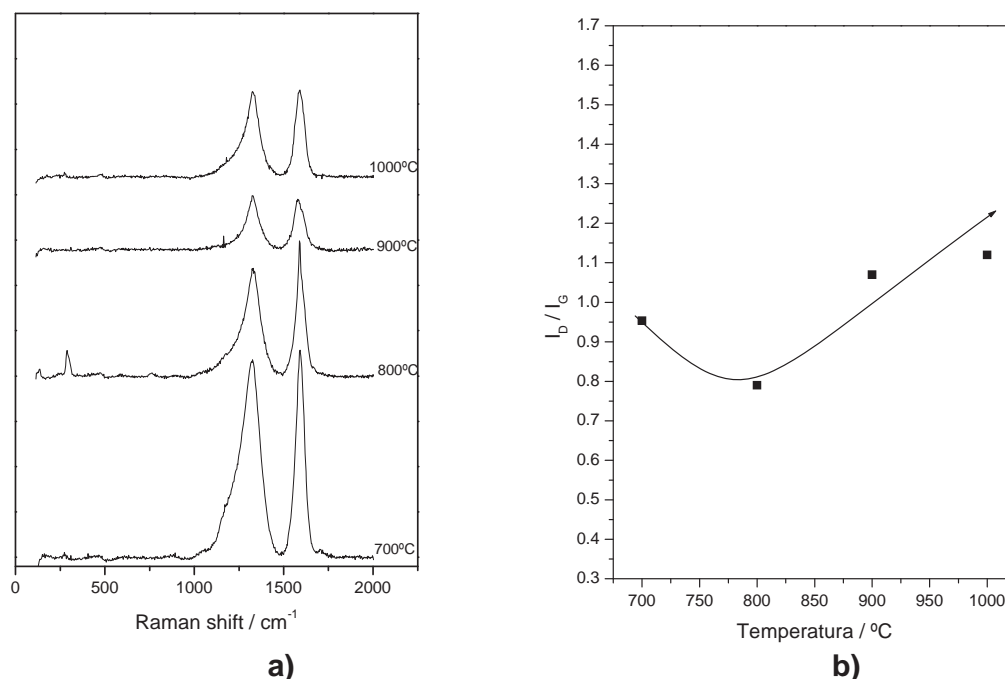 1000ºC
900ºC
800ºC
700ºC
0 500 1000 1500 2000
Raman shift / cm-1
a)
1.7
1.6
1.5
1.4
1.3
1.2
1.1
1.0
0.9
0.8
0.7
0.6
0.5
0.4
0.3
ID / IG
700 750 800 850 900 950 1000
Temperatura / ºC
b)